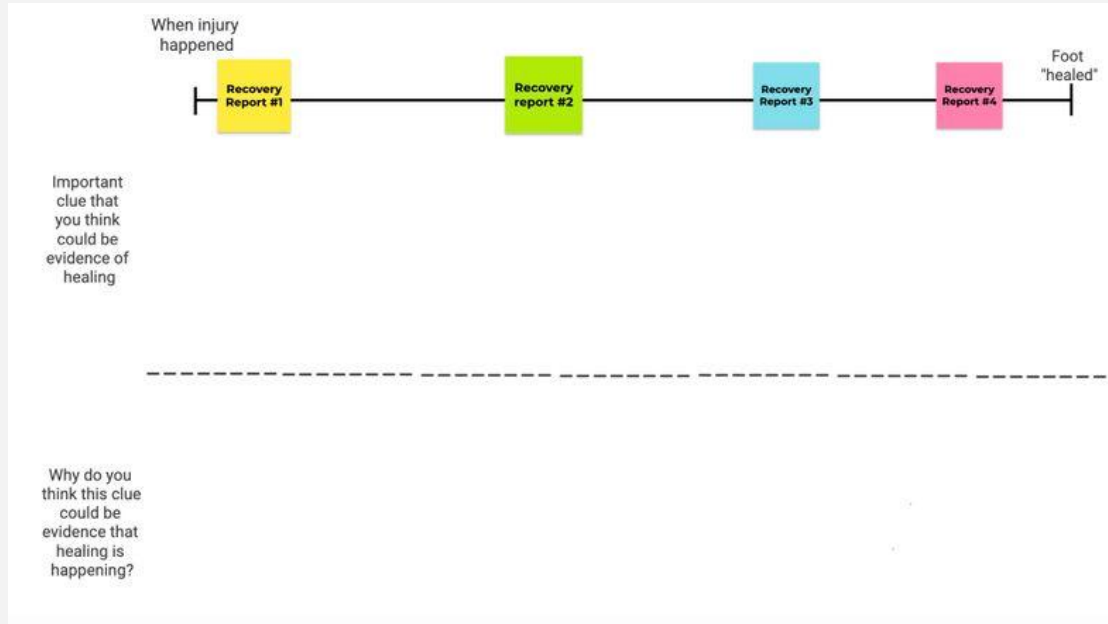 When injury
happened
Recovery
Report #1
Recovery
report #2
Recovery
Report #3
Recovery
Report #4
Foot
"healed"
Important
clue that
you think
could be
evidence of
healing
Why do you
think this clue
could be
evidence that
healing is
happening?